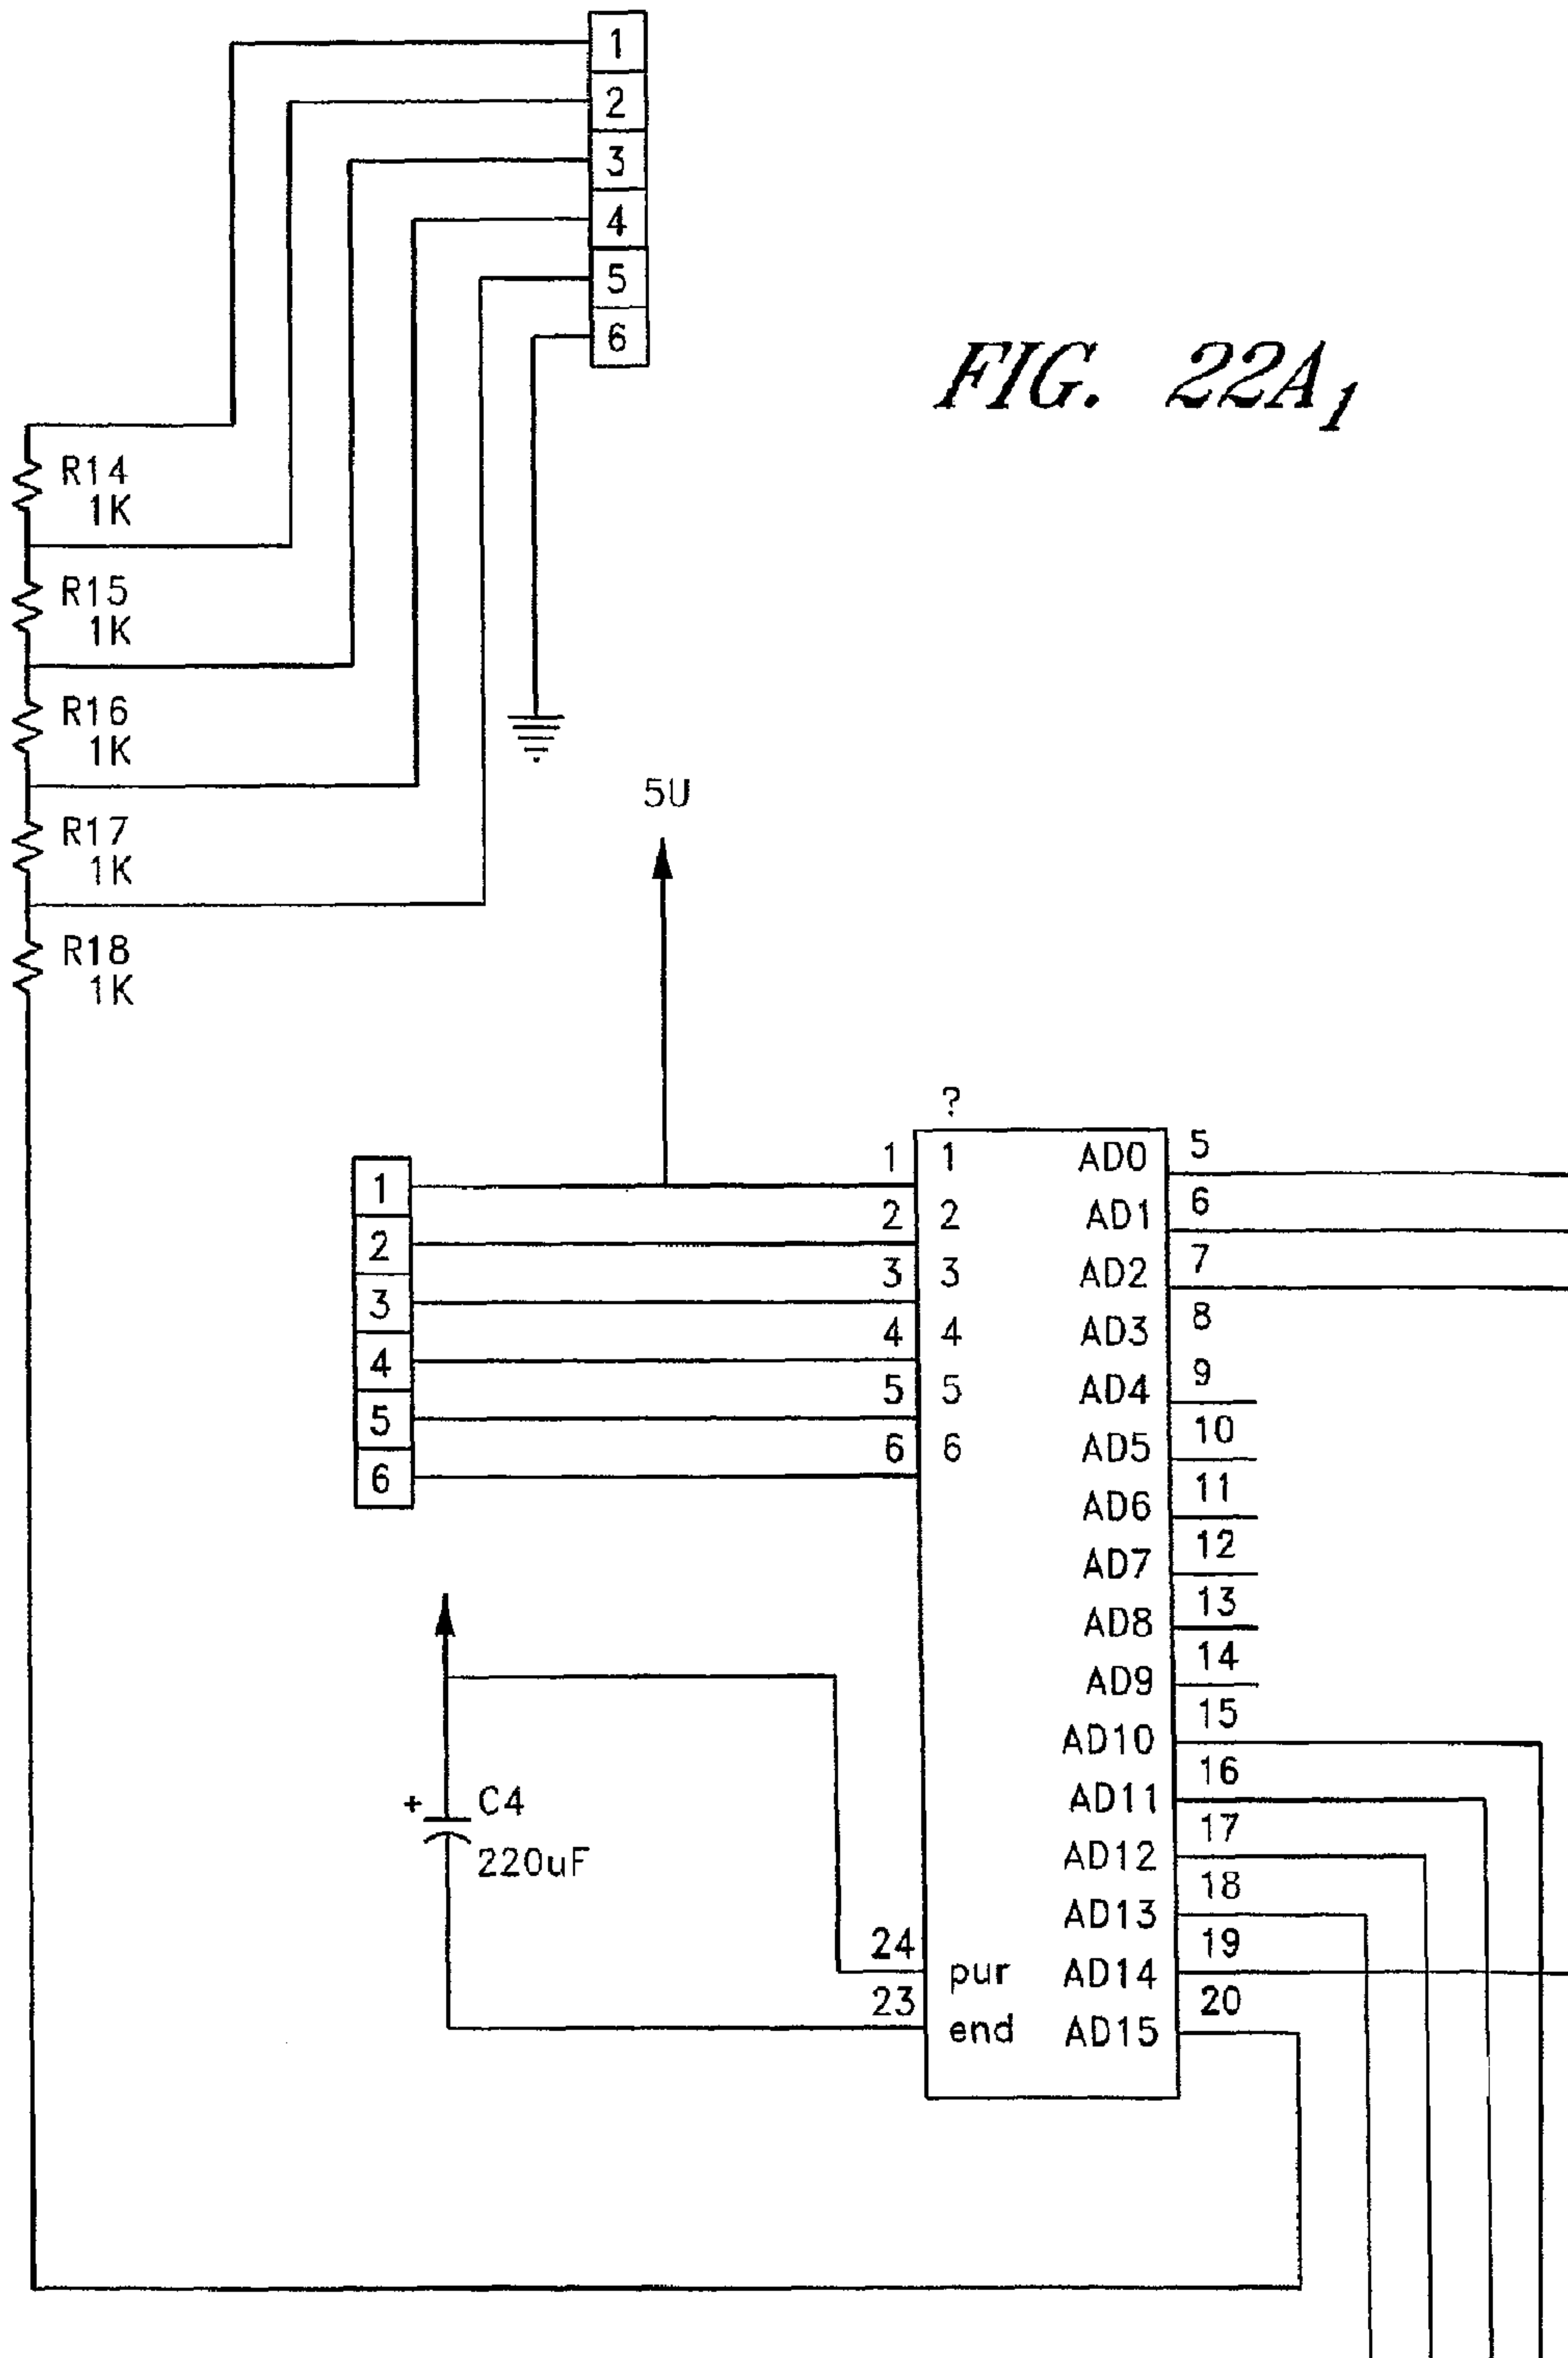 1
2
3
4
5
6
FIG. 22A1
R14
1K
R15
1K
R16
1K
R17
1K
R18
1K
5U
?
1
2
3
4
5
6
1 1
2 2
3 3
4 4
5 5
6 6
AD0 5
AD1 6
AD2 7
AD3 8
AD4 9
AD5 10
AD6 11
AD7 12
AD8 13
AD9 14
AD10 15
AD11 16
AD12 17
AD13 18
AD14 19
AD15 20
+ C4
220uF
24 pur
23 end